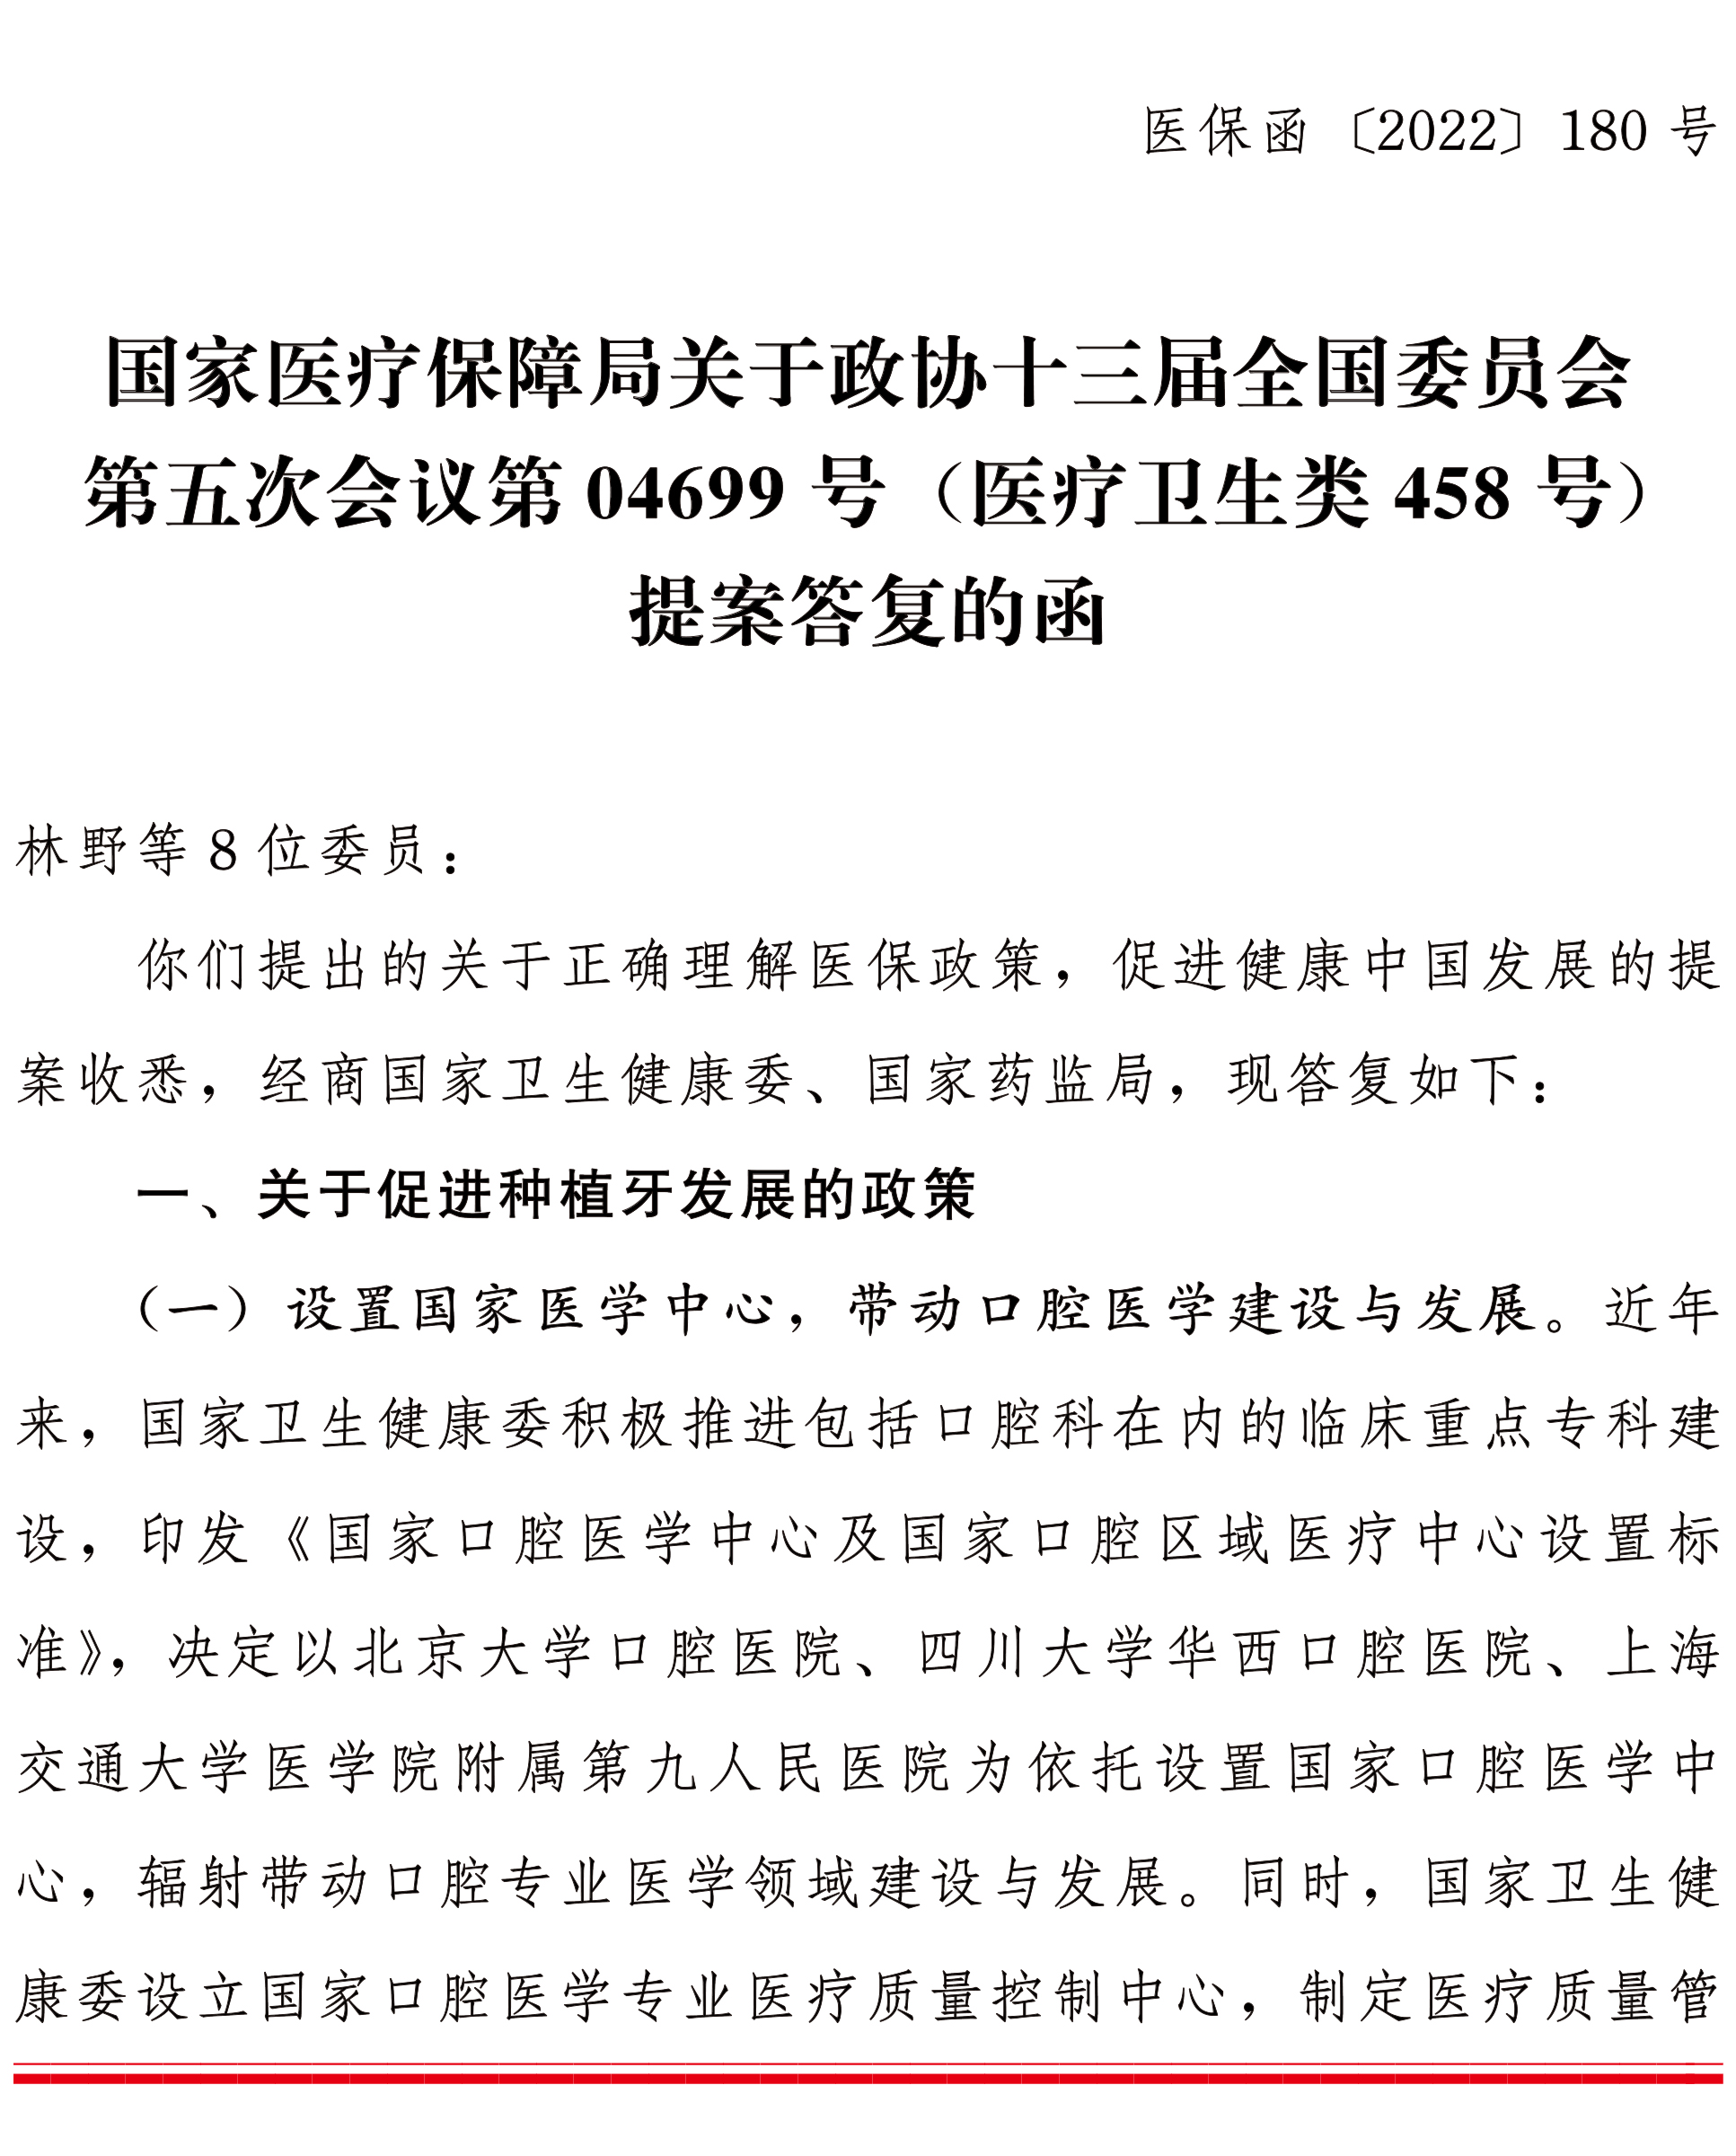 医保函〔2022〕180 号
国家医疗保障局关于政协十三届全国委员会
第五次会议第 04699 号（医疗卫生类 458 号）
提案答复的函
林野等 8 位委员：
你们提出的关于正确理解医保政策，促进健康中国发展的提
案收悉，经商国家卫生健康委、国家药监局，现答复如下：
一、关于促进种植牙发展的政策
（一）设置国家医学中心，带动口腔医学建设与发展。近年
来，国家卫生健康委积极推进包括口腔科在内的临床重点专科建
设，印发《国家口腔医学中心及国家口腔区域医疗中心设置标
准》，决定以北京大学口腔医院、四川大学华西口腔医院、上海
交通大学医学院附属第九人民医院为依托设置国家口腔医学中
心，辐射带动口腔专业医学领域建设与发展。同时，国家卫生健
康委设立国家口腔医学专业医疗质量控制中心，制定医疗质量管